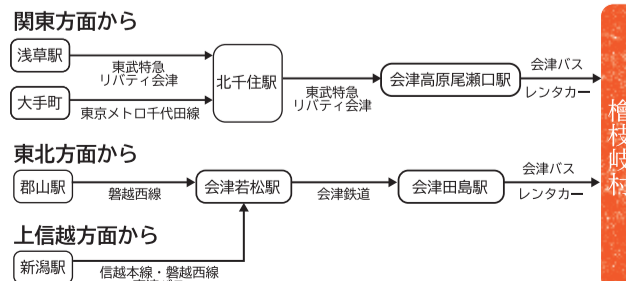 関東方面から
浅草駅
東武特急
リバティ会津
大手町
東京メトロ千代田線
北千住駅
東武特急
リバティ会津
会津高原尾瀬口駅
会津バス
レンタカー
東北方面から
郡山駅
磐越西線
会津若松駅
会津鉄道
会津田島駅
会津バス
レンタカー
上信越方面から
新潟駅
信越本線・磐越西線
檜枝岐村